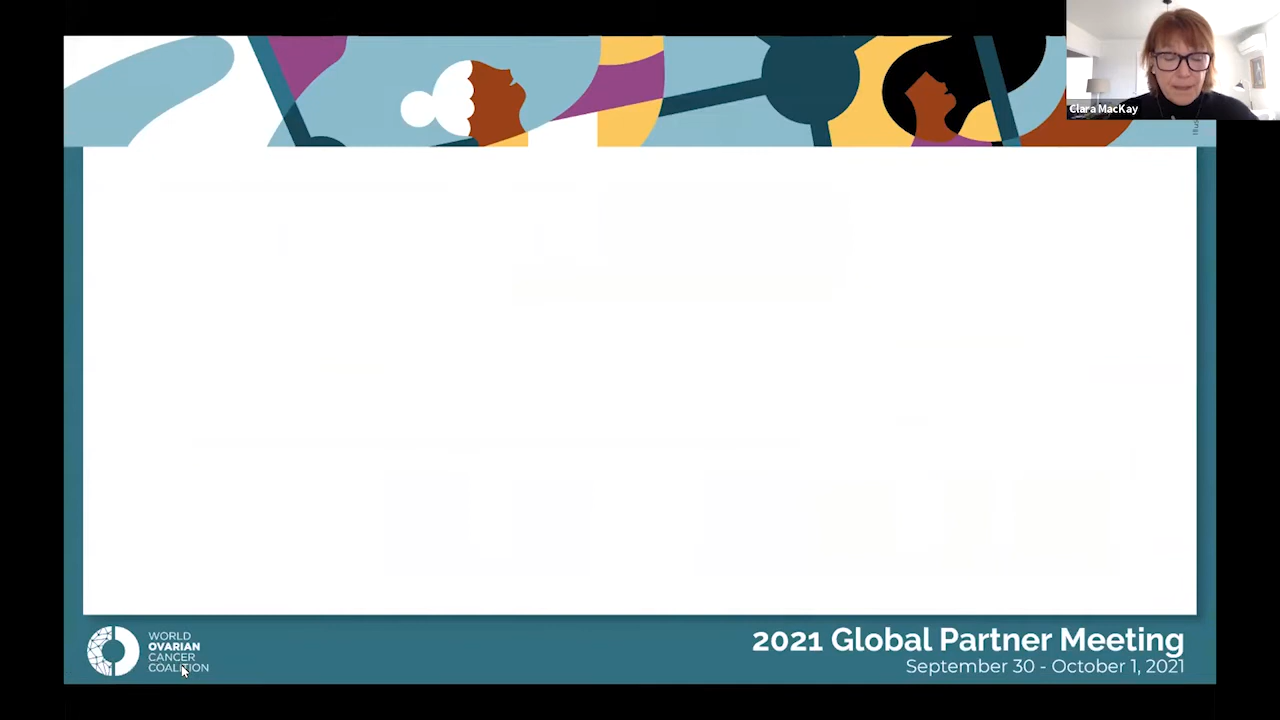 Clara MacKay
WORLD
OVARIAN
CANCER
COALITION
2021 Global Partner Meeting
September 30 - October 1, 2021